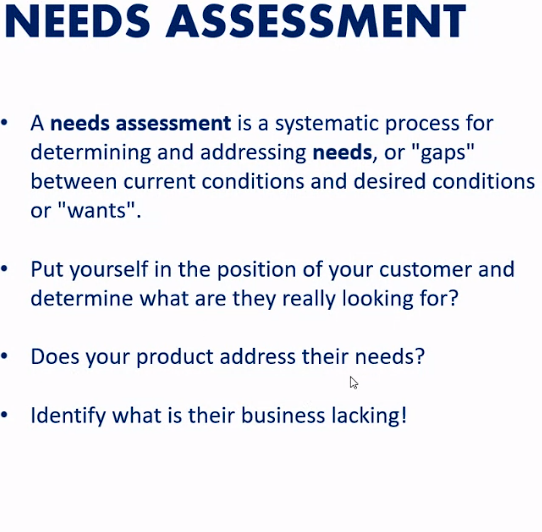 NEEDS ASSESSMENT
• A needs assessment is a systematic process for
determining and addressing needs, or "gaps"
between current conditions and desired conditions
or "wants".
• Put yourself in the position of your customer and
determine what are they really looking for?
• Does your product address their needs?
• Identify what is their business lacking!